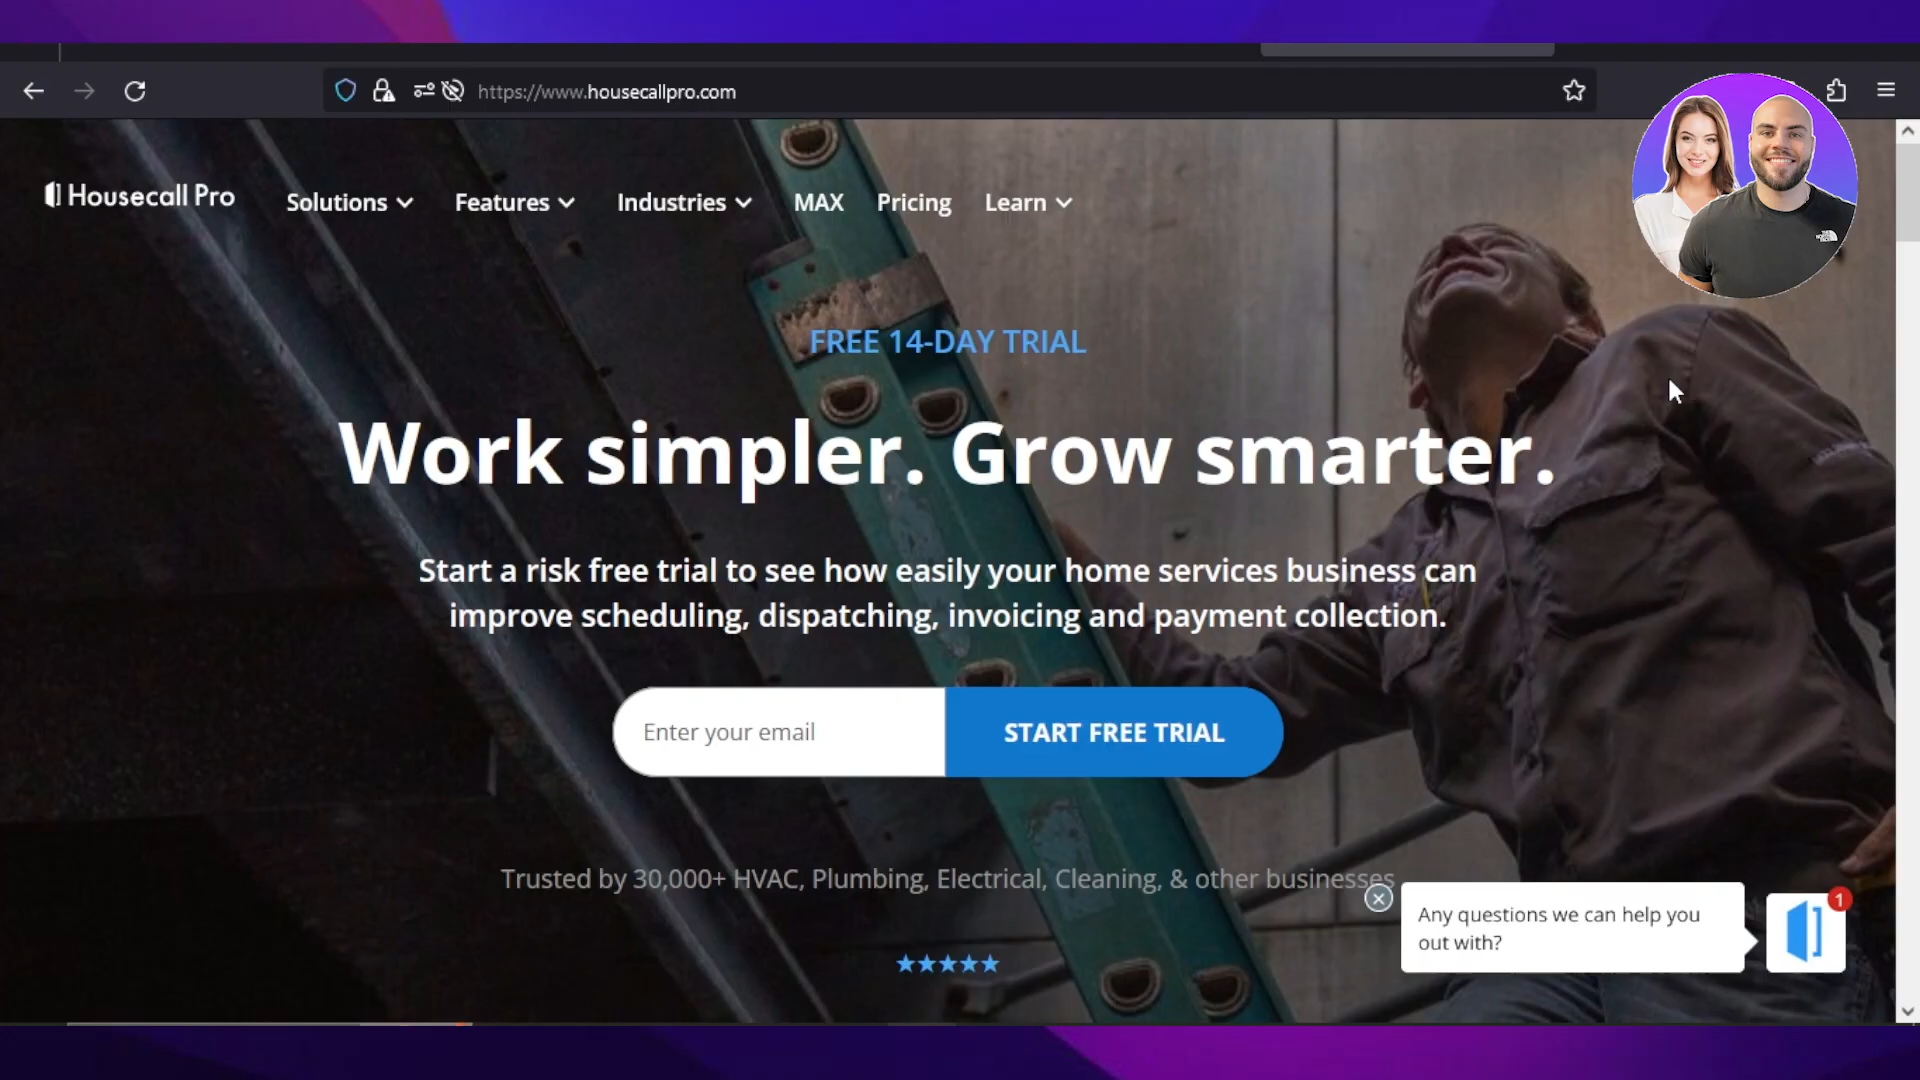 https://www.housecallpro.com
Housecall Pro
Solutions
Features
Industries
MAX
Pricing
Learn
FREE 14-DAY TRIAL
Work simpler. Grow smarter.
Start a risk free trial to see how easily your home services business can
improve scheduling, dispatching, invoicing and payment collection.
Enter your email
START FREE TRIAL
Trusted by 30,000+ HVAC, Plumbing, Electrical, Cleaning, & other businesses
Any questions we can help you
out with?
1